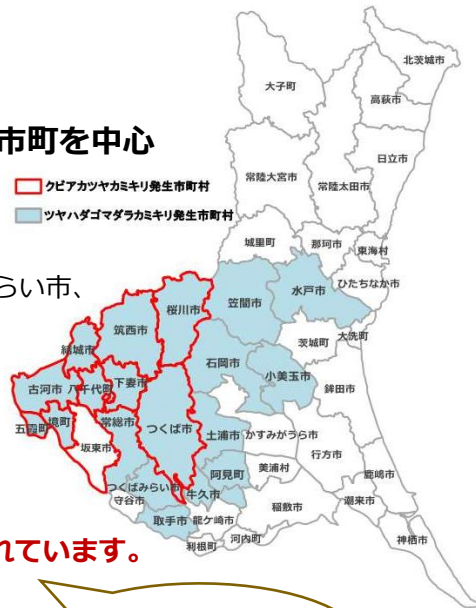 北茨城市
大子町
高萩市
市町を中心
日立市
常陸大宮市
常陸太田市
クビアカツヤカミキリ発生市町村
ツヤハダゴマダラカミキリ発生市町村
城里町
那珂市
東海村
らい市、
ひたちなか市
水戸市
笠間市
桜川市
筑西市
大洗町
茨城町
結城市
石岡市
小美玉市
鉾田市
古河市
八千代町
下妻市
つくば市
五霞町
境町
常総市
土浦市
かすみがうら市
坂東市
行方市
阿見町
美浦村
鹿嶋市
つくばみらい市
牛久市
守谷市
稲敷市
潮来市
取手市
龍ケ崎市
河内町
利根町
神栖市
れています。